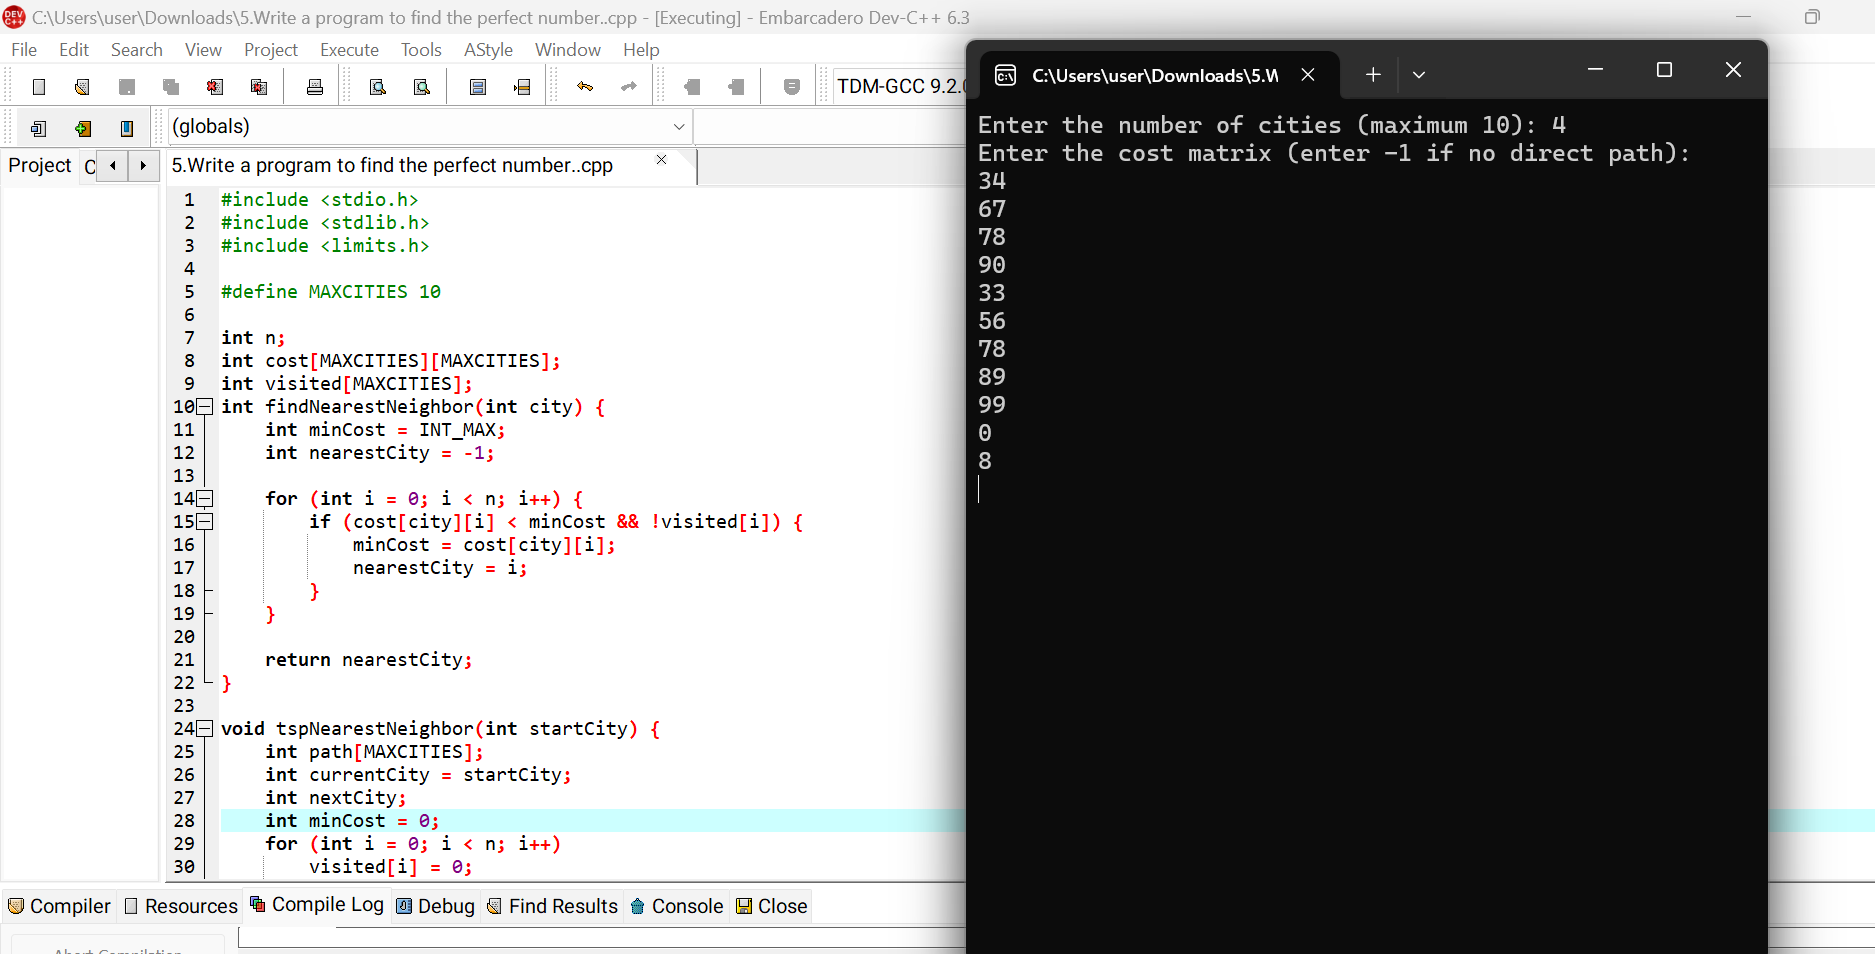 C:\Users\user\Downloads\5.Write a program to find the perfect number..cpp - [Executing] - Embarcadero Dev-C++ 6.3
File Edit Search View Project Execute Tools AStyle Window Help
TDM-GCC 9.2.0
(globals)
Project C
5.Write a program to find the perfect number..cpp
1 #include <stdio.h>
2 #include <stdlib.h>
3 #include <limits.h>
4
5 #define MAXCITIES 10
6
7 int n;
8 int cost[MAXCITIES][MAXCITIES];
9 int visited[MAXCITIES];
10 int findNearestNeighbor(int city) {
11     int minCost = INT_MAX;
12     int nearestCity = -1;
13
14     for (int i = 0; i < n; i++) {
15         if (cost[city][i] < minCost && !visited[i]) {
16             minCost = cost[city][i];
17             nearestCity = i;
18         }
19     }
20
21     return nearestCity;
22 }
23
24 void tspNearestNeighbor(int startCity) {
25     int path[MAXCITIES];
26     int currentCity = startCity;
27     int nextCity;
28     int minCost = 0;
29     for (int i = 0; i < n; i++)
30         visited[i] = 0;
Compiler Resources Compile Log Debug Find Results Console Close
Abort Compilation
C:\Users\user\Downloads\5.W
Enter the number of cities (maximum 10): 4
Enter the cost matrix (enter -1 if no direct path):
34
67
78
90
33
56
78
89
99
0
8